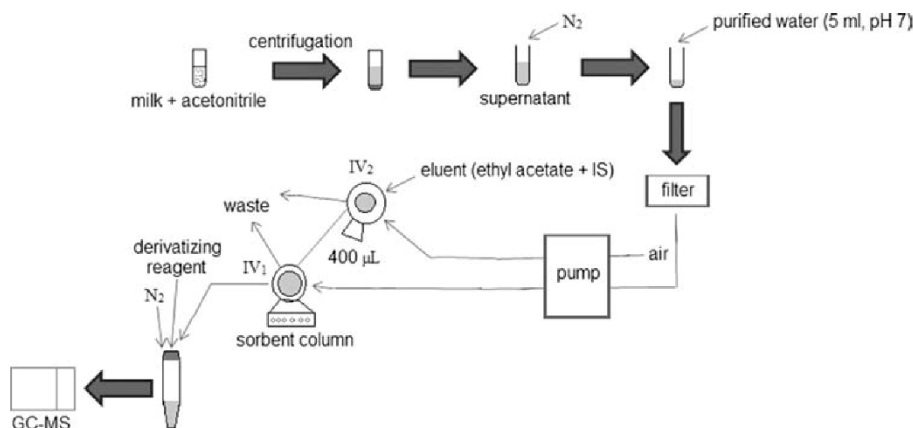 purified water (5 ml, pH 7)
N₂
centrifugation
milk + acetonitrile
supernatant
IV₂
eluent (ethyl acetate + IS)
filter
waste
400 µL
air
pump
derivatizing
reagent
IV₁
N₂
sorbent column
GC-MS